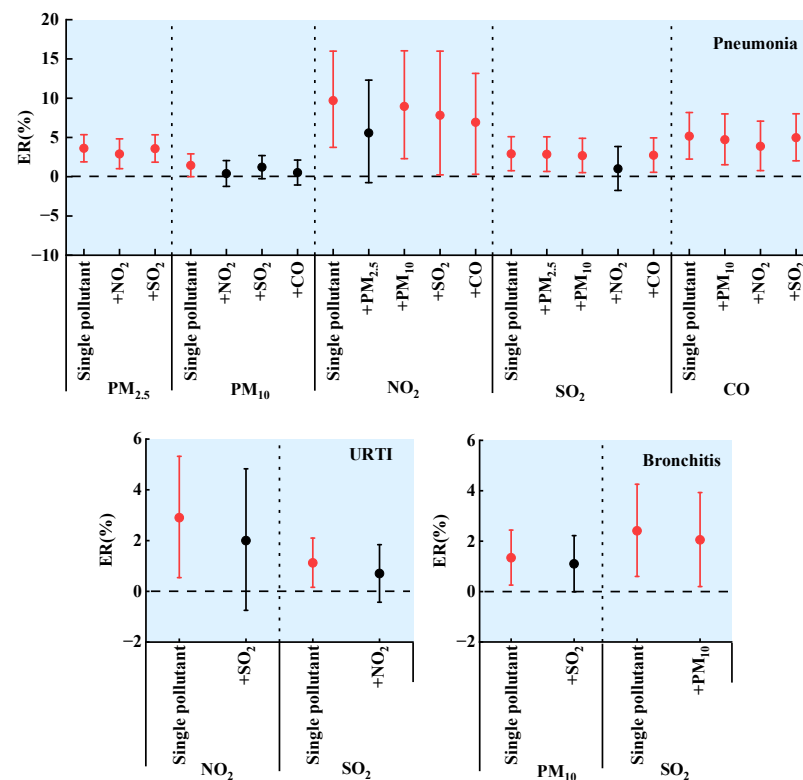 Pneumonia
ER(%)
20
15
10
5
0
−5
−10
Single pollutant
+NO₂
+SO₂
Single pollutant
+NO₂
+SO₂
+CO
Single pollutant
+PM₂.₅
+PM₁₀
+SO₂
+CO
Single pollutant
+PM₂.₅
+PM₁₀
+NO₂
+CO
Single pollutant
+PM₁₀
+NO₂
+SO₂
PM₂.₅ PM₁₀ NO₂ SO₂ CO
URTI
ER(%)
6
4
2
0
−2
Single pollutant
+SO₂
Single pollutant
+NO₂
NO₂ SO₂
Bronchitis
ER(%)
6
4
2
0
−2
Single pollutant
+SO₂
Single pollutant
+PM₁₀
PM₁₀ SO₂